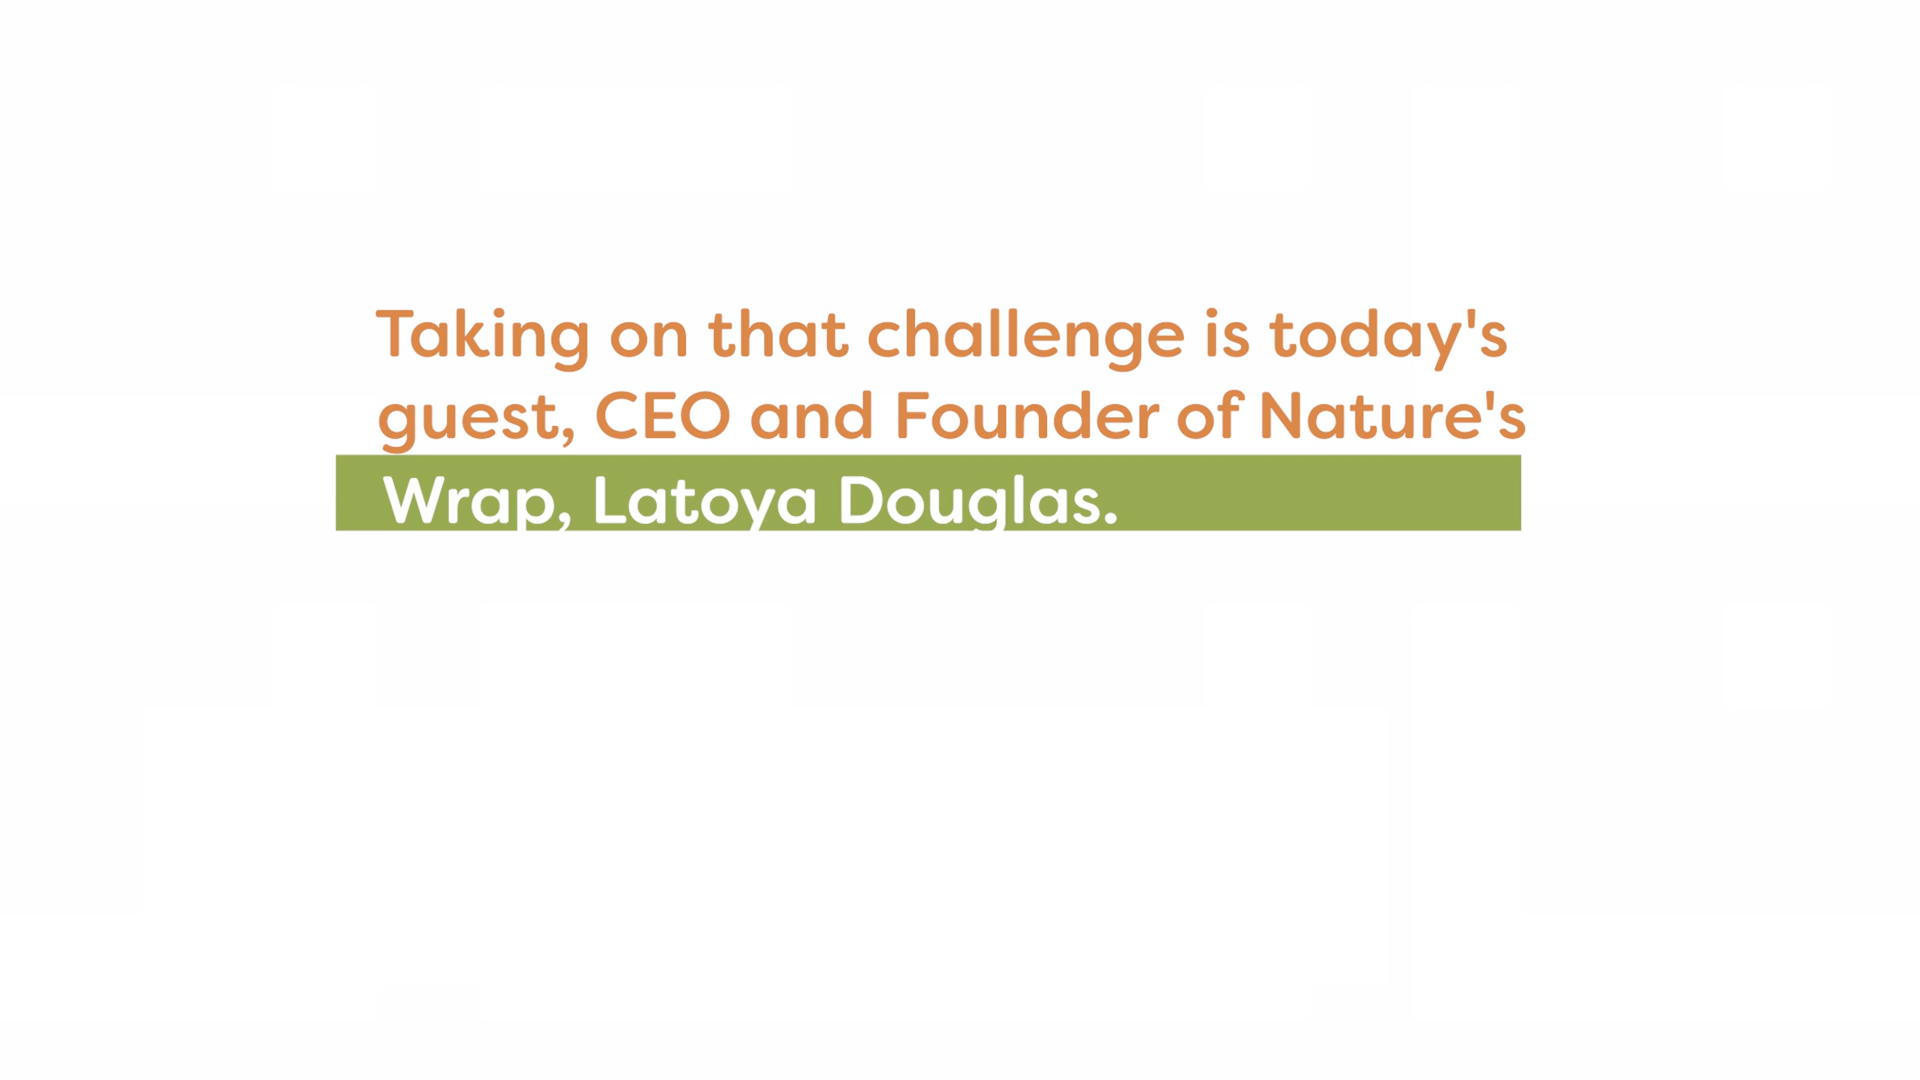 Taking on that challenge is today's
guest, CEO and Founder of Nature's
Wrap, Latoya Douglas.